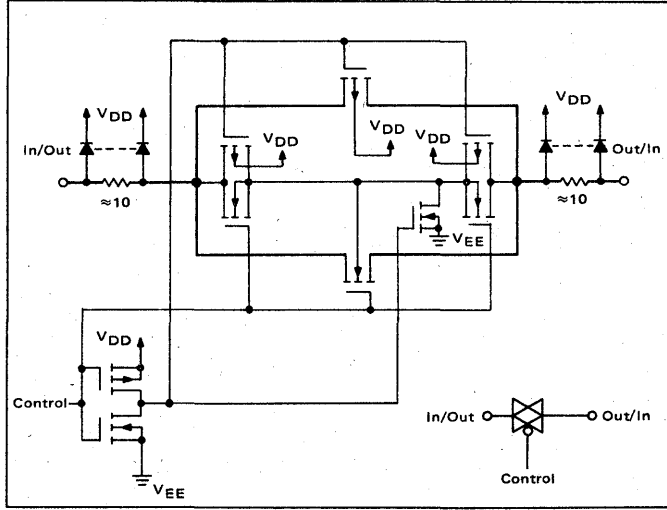 VDD
VDD
In/Out
VDD
VDD
VDD
Out/In
≈10
≈10
VEE
VDD
Control
In/Out
Out/In
VEE
Control